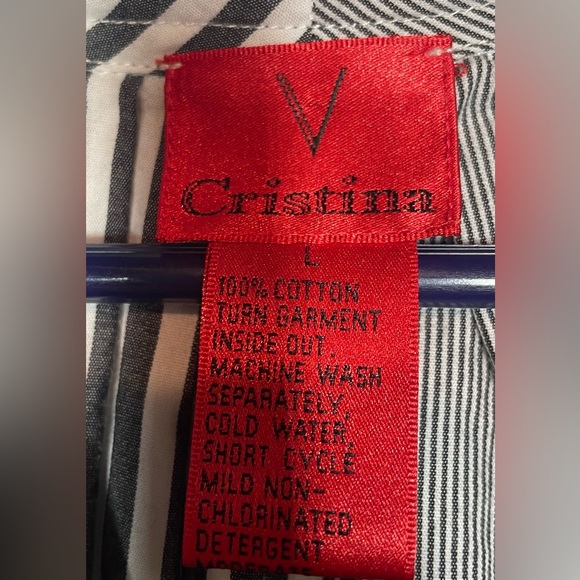 V
Cristina
L
100% COTTON
TURN GARMENT
INSIDE OUT,
MACHINE WASH
SEPARATELY,
COLD WATER,
SHORT CYCLE
MILD NON-
CHLORINATED
DETERGENT